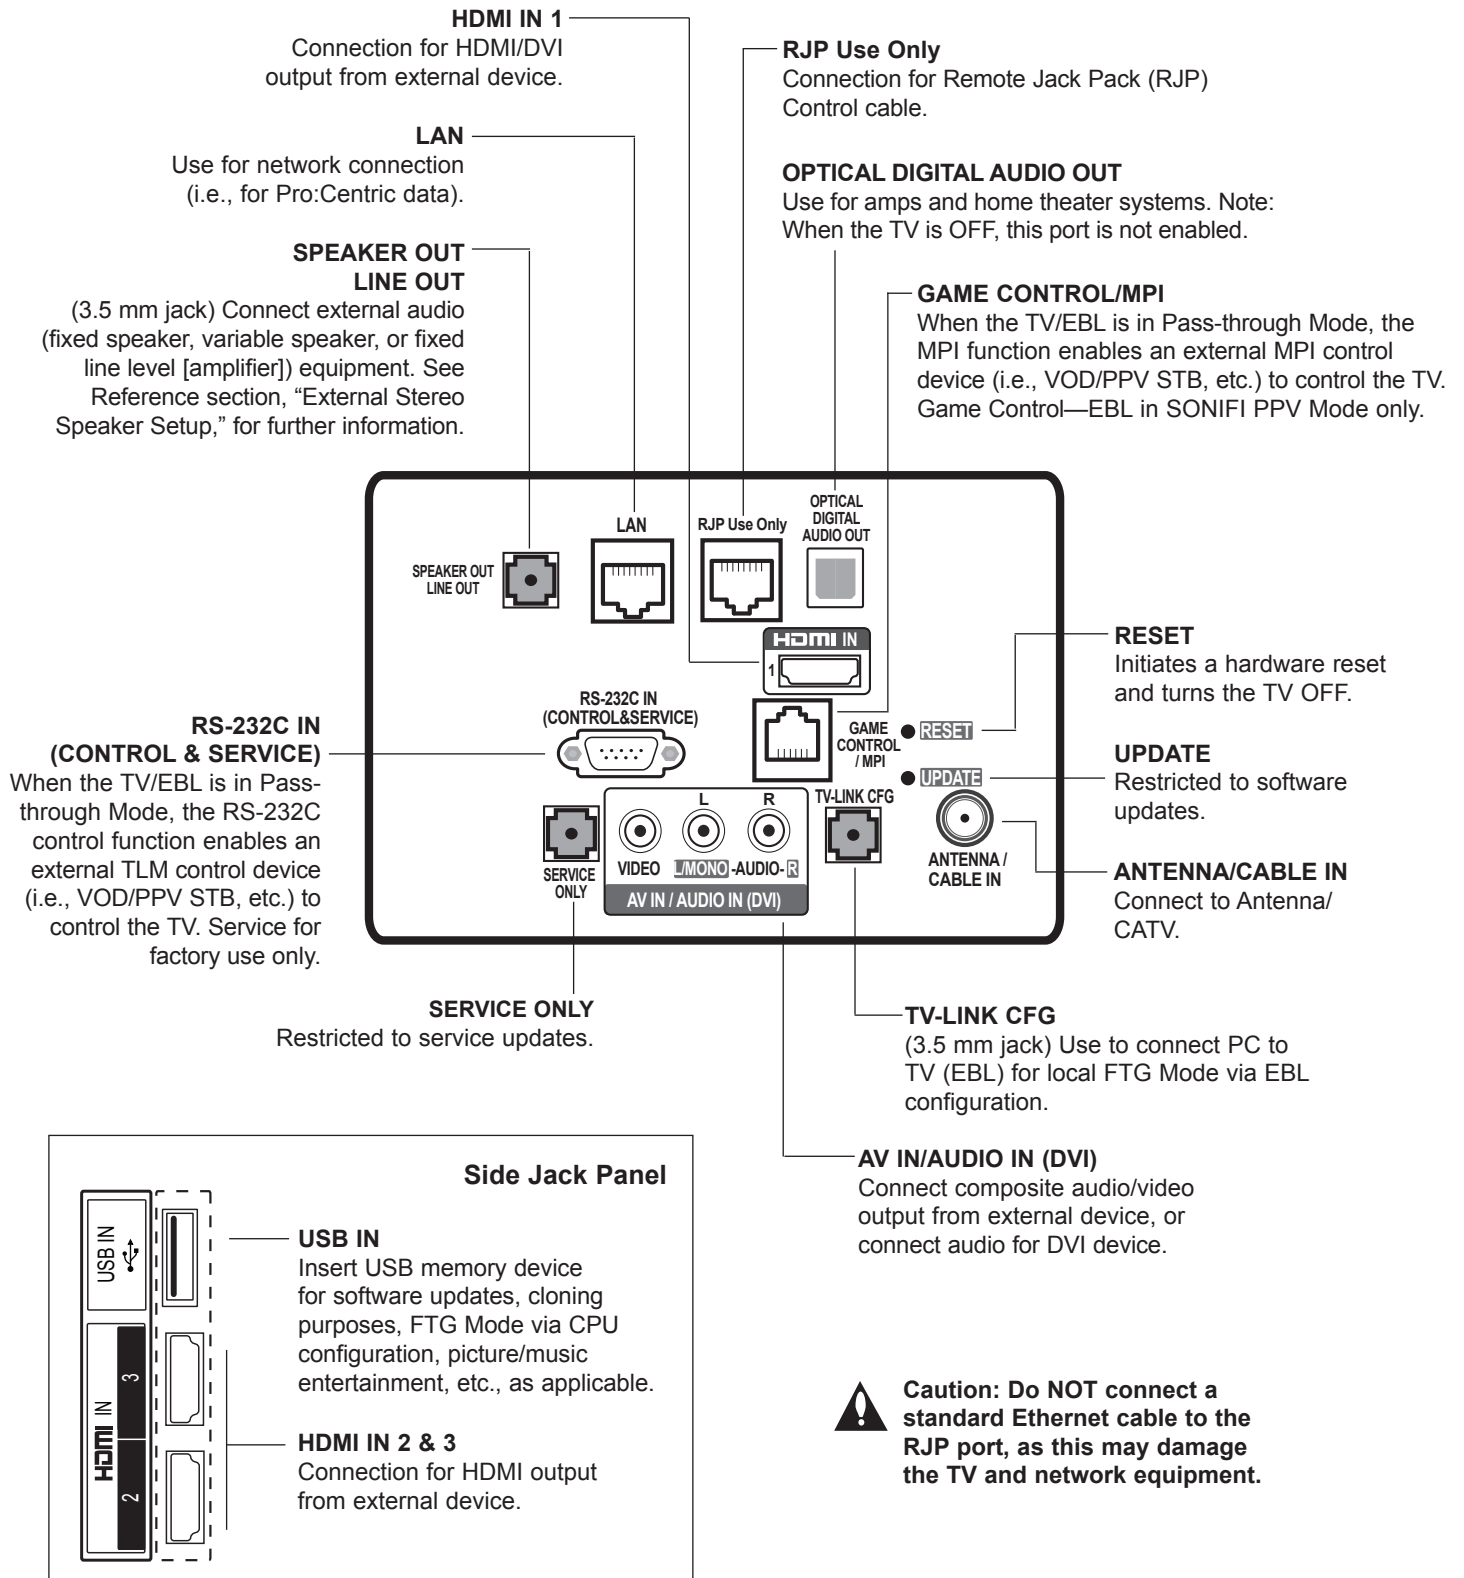 HDMI IN 1
Connection for HDMI/DVI
output from external device.
LAN
Use for network connection
(i.e., for Pro:Centric data).
SPEAKER OUT
LINE OUT
(3.5 mm jack) Connect external audio
(fixed speaker, variable speaker, or fixed
line level [amplifier]) equipment. See
Reference section, “External Stereo
Speaker Setup,” for further information.
RJP Use Only
Connection for Remote Jack Pack (RJP)
Control cable.
OPTICAL DIGITAL AUDIO OUT
Use for amps and home theater systems. Note:
When the TV is OFF, this port is not enabled.
GAME CONTROL/MPI
When the TV/EBL is in Pass-through Mode, the
MPI function enables an external MPI control
device (i.e., VOD/PPV STB, etc.) to control the TV.
Game Control—EBL in SONIFI PPV Mode only.
SPEAKER OUT
LINE OUT
LAN
RJP Use Only
OPTICAL
DIGITAL
AUDIO OUT
HDMI IN
1
RS-232C IN
(CONTROL&SERVICE)
GAME
CONTROL
/ MPI
RESET
UPDATE
SERVICE
ONLY
L
R
VIDEO
L/MONO -AUDIO- R
AV IN / AUDIO IN (DVI)
TV-LINK CFG
ANTENNA /
CABLE IN
RS-232C IN
(CONTROL & SERVICE)
When the TV/EBL is in Pass-
through Mode, the RS-232C
control function enables an
external TLM control device
(i.e., VOD/PPV STB, etc.) to
control the TV. Service for
factory use only.
RESET
Initiates a hardware reset
and turns the TV OFF.
UPDATE
Restricted to software
updates.
ANTENNA/CABLE IN
Connect to Antenna/
CATV.
SERVICE ONLY
Restricted to service updates.
TV-LINK CFG
(3.5 mm jack) Use to connect PC to
TV (EBL) for local FTG Mode via EBL
configuration.
AV IN/AUDIO IN (DVI)
Connect composite audio/video
output from external device, or
connect audio for DVI device.
Side Jack Panel
USB IN
HDMI IN
3
2
USB IN
Insert USB memory device
for software updates, cloning
purposes, FTG Mode via CPU
configuration, picture/music
entertainment, etc., as applicable.
HDMI IN 2 & 3
Connection for HDMI output
from external device.
Caution: Do NOT connect a
standard Ethernet cable to the
RJP port, as this may damage
the TV and network equipment.